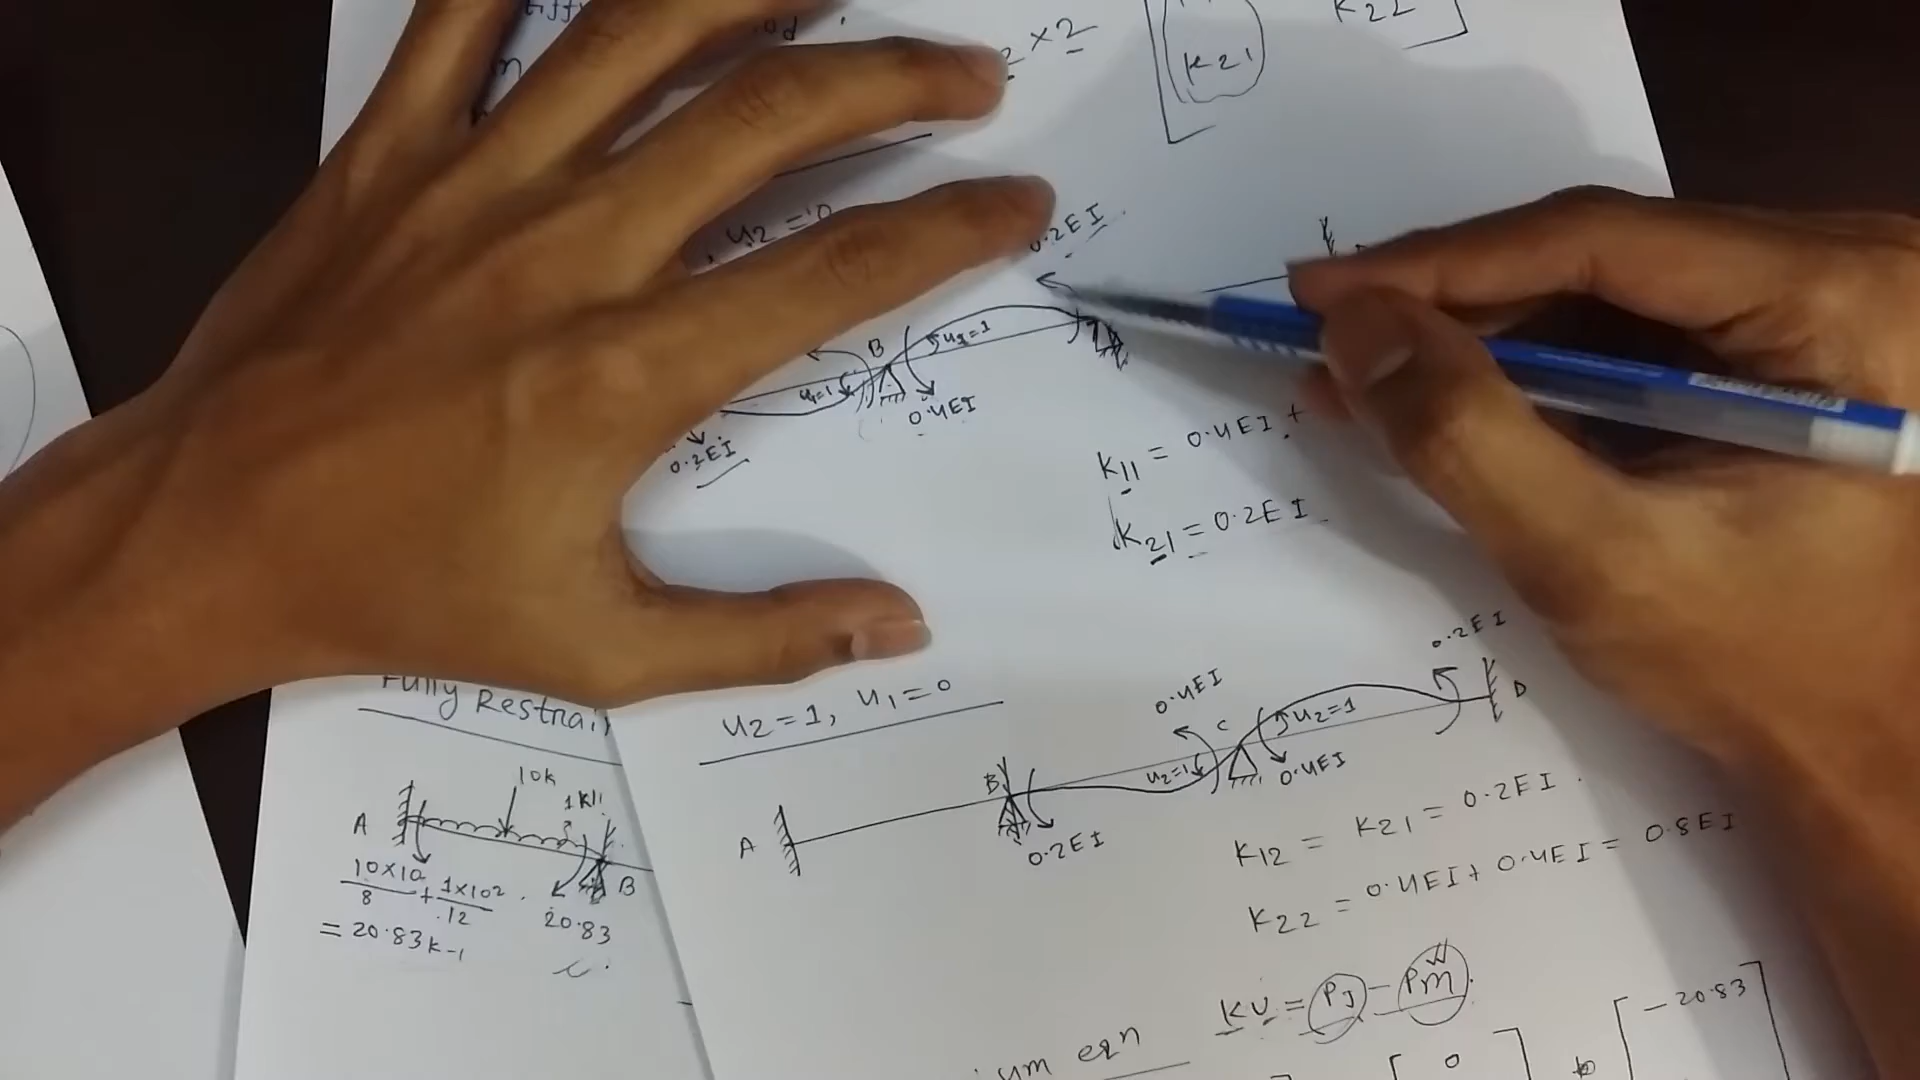 × 2
K22
K21
u2 = 0
0.2EI
B
u1=1
u1=1
0.4EI
0.2EI
K11 = 0.4EI +
K21 = 0.2EI
Fully Restrai
10k
A
B
10×10/8 + 1×10²/12
20.83
= 20.83k-1
u2=1, u1=0
0.4EI
0.2EI
C
u2=1
D
u2=1
0.4EI
B
A
0.2EI
K12 = K21 = 0.2EI
K22 = 0.4EI + 0.4EI = 0.8EI
KU = PJ - Pm
eqn
0
-20.83